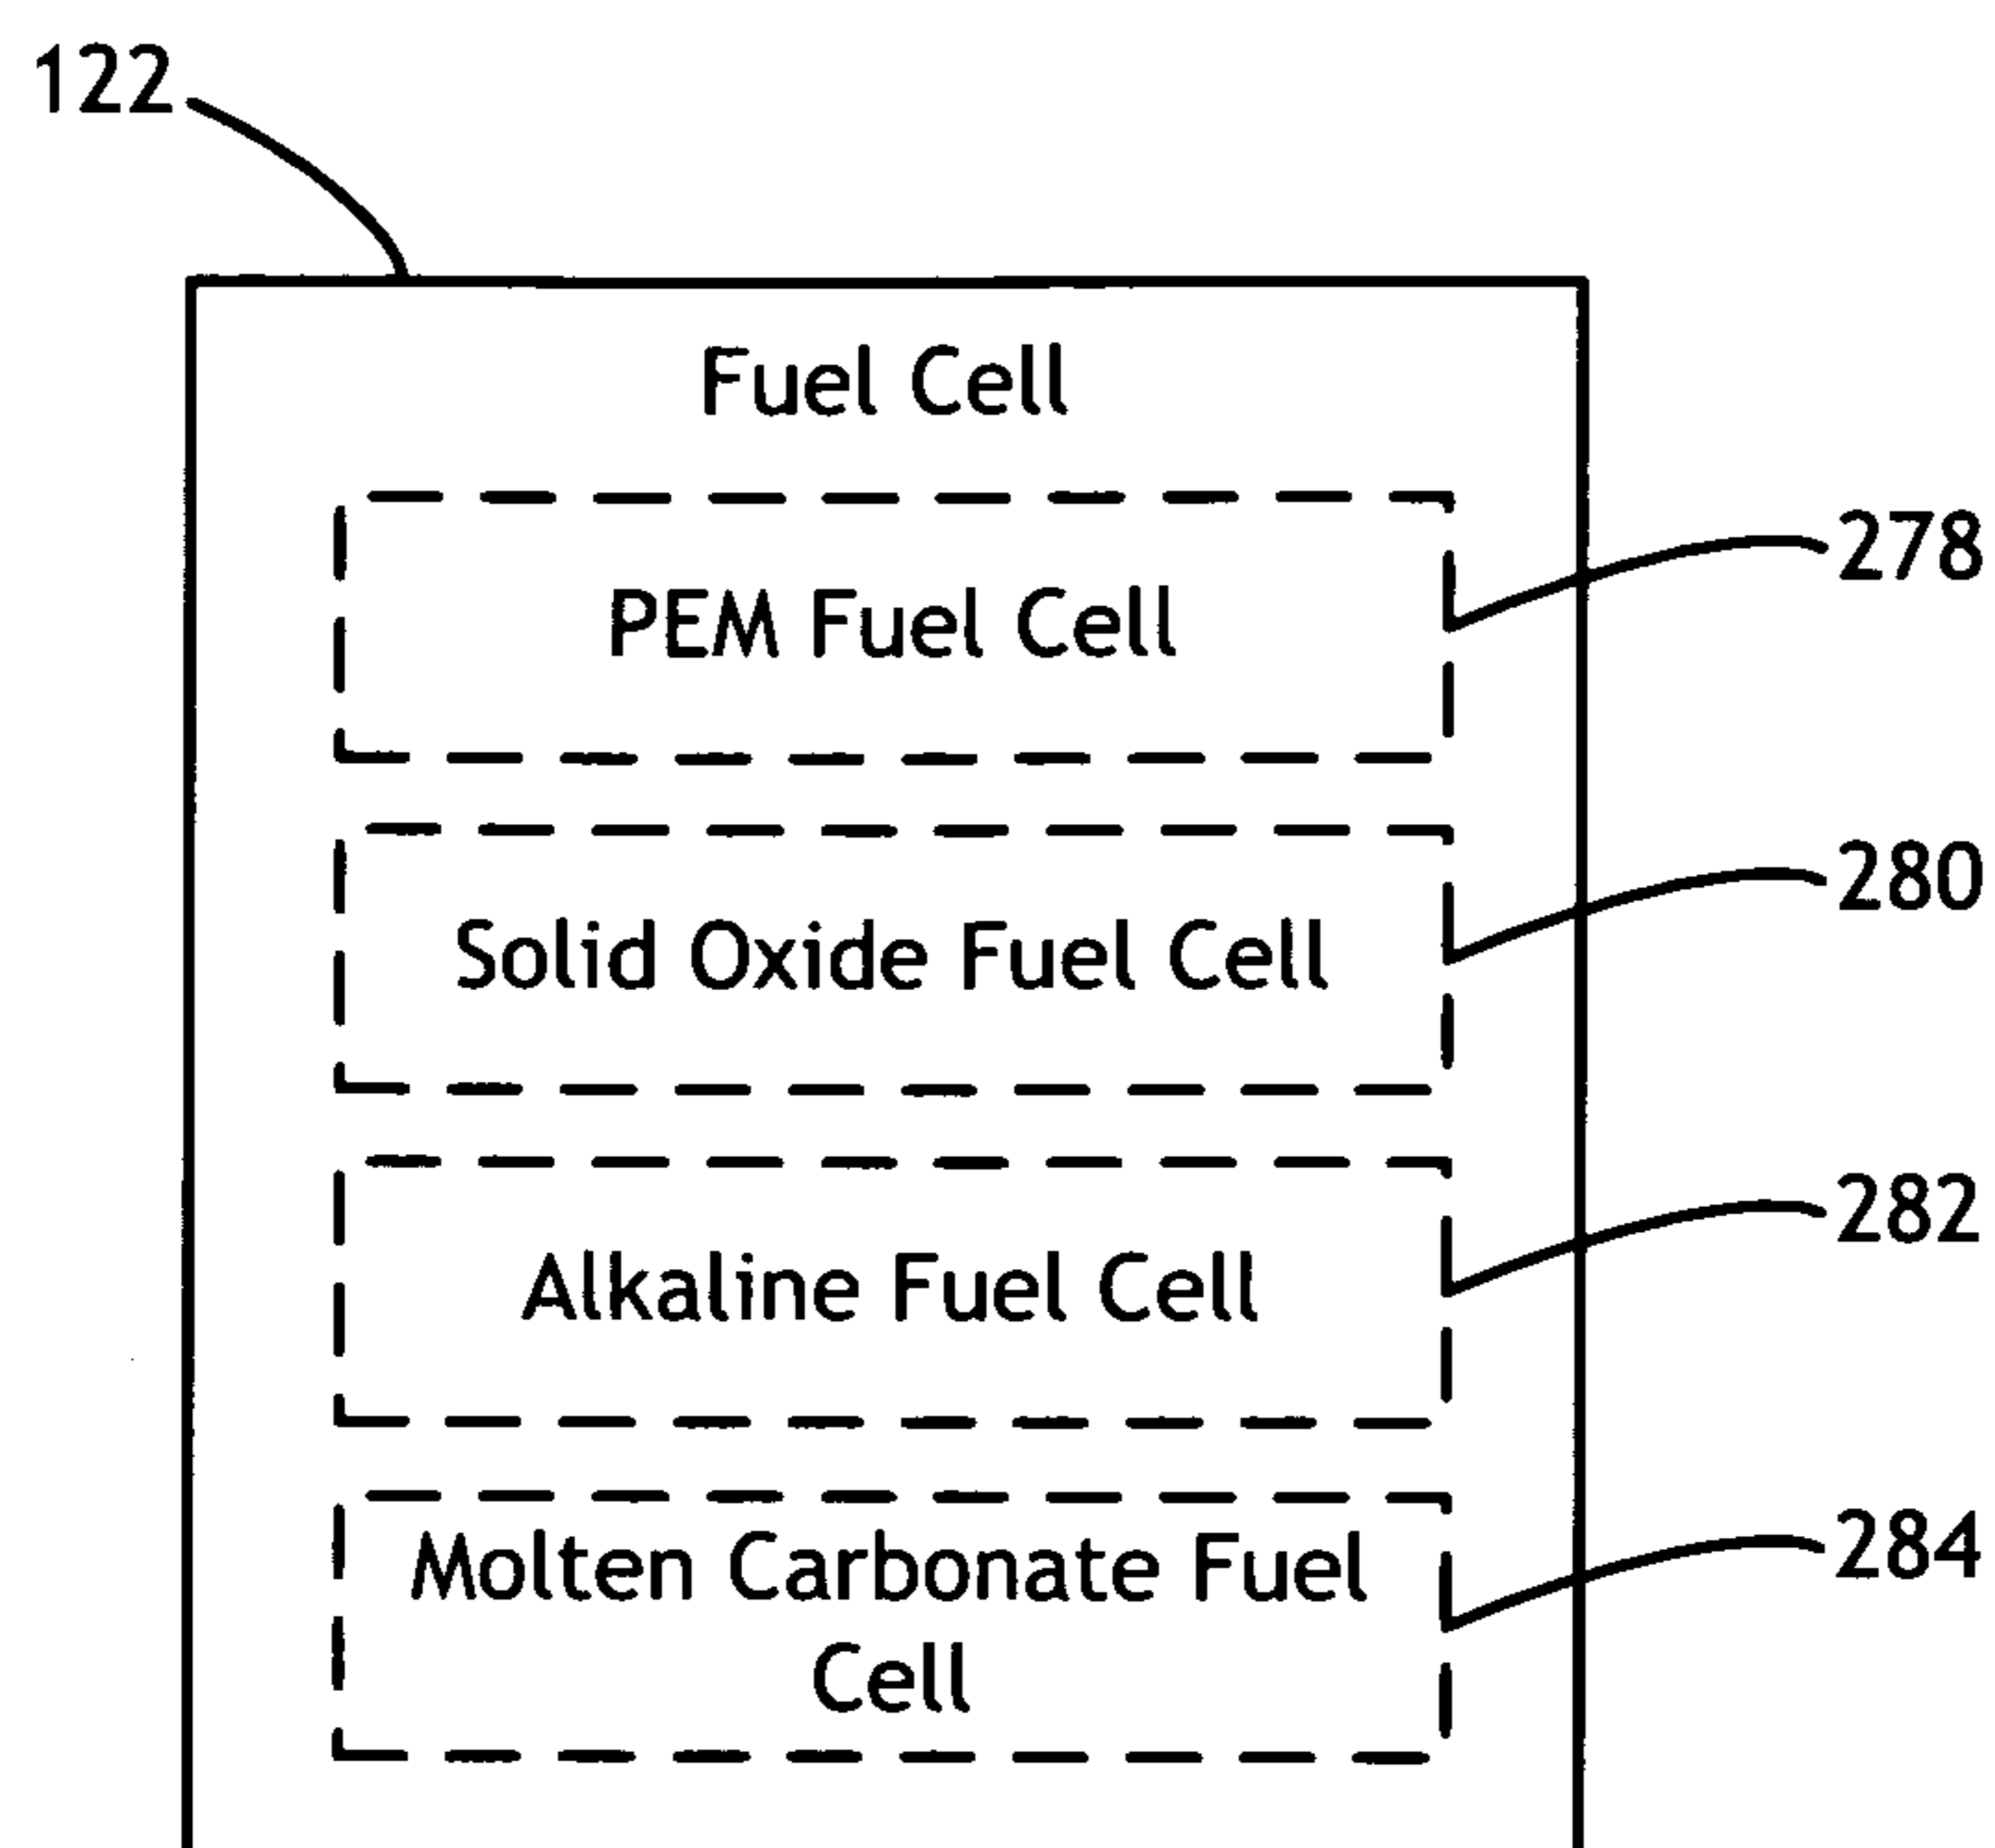 122
Fuel Cell
278
PEM Fuel Cell
280
Solid Oxide Fuel Cell
282
Alkaline Fuel Cell
284
Molten Carbonate Fuel
Cell